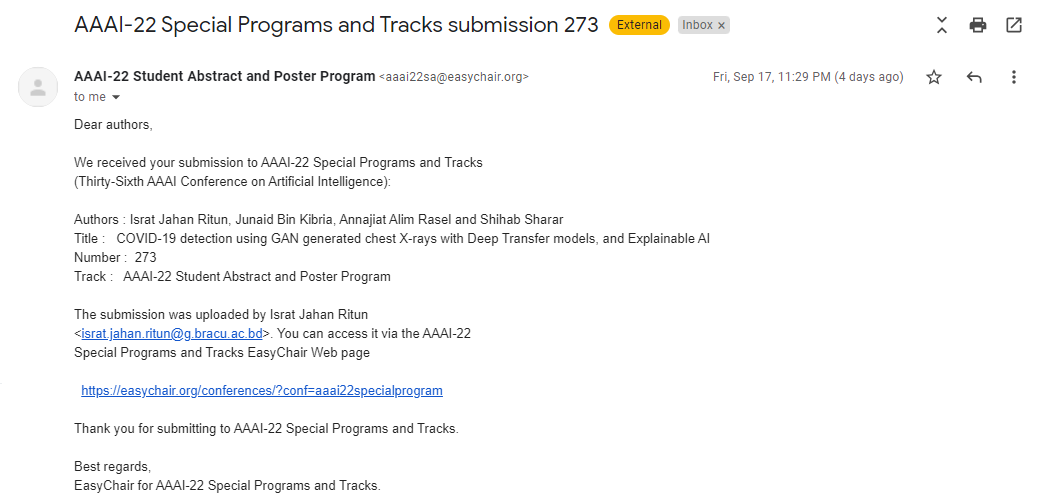 AAAI-22 Special Programs and Tracks submission 273 External Inbox ×
AAAI-22 Student Abstract and Poster Program <aaai22sa@easychair.org> Fri, Sep 17, 11:29 PM (4 days ago)
to me
Dear authors,
We received your submission to AAAI-22 Special Programs and Tracks
(Thirty-Sixth AAAI Conference on Artificial Intelligence):
Authors : Israt Jahan Ritun, Junaid Bin Kibria, Annajiat Alim Rasel and Shihab Sharar
Title : COVID-19 detection using GAN generated chest X-rays with Deep Transfer models, and Explainable AI
Number : 273
Track : AAAI-22 Student Abstract and Poster Program
The submission was uploaded by Israt Jahan Ritun
<israt.jahan.ritun@g.bracu.ac.bd>. You can access it via the AAAI-22
Special Programs and Tracks EasyChair Web page
https://easychair.org/conferences/?conf=aaai22specialprogram
Thank you for submitting to AAAI-22 Special Programs and Tracks.
Best regards,
EasyChair for AAAI-22 Special Programs and Tracks.